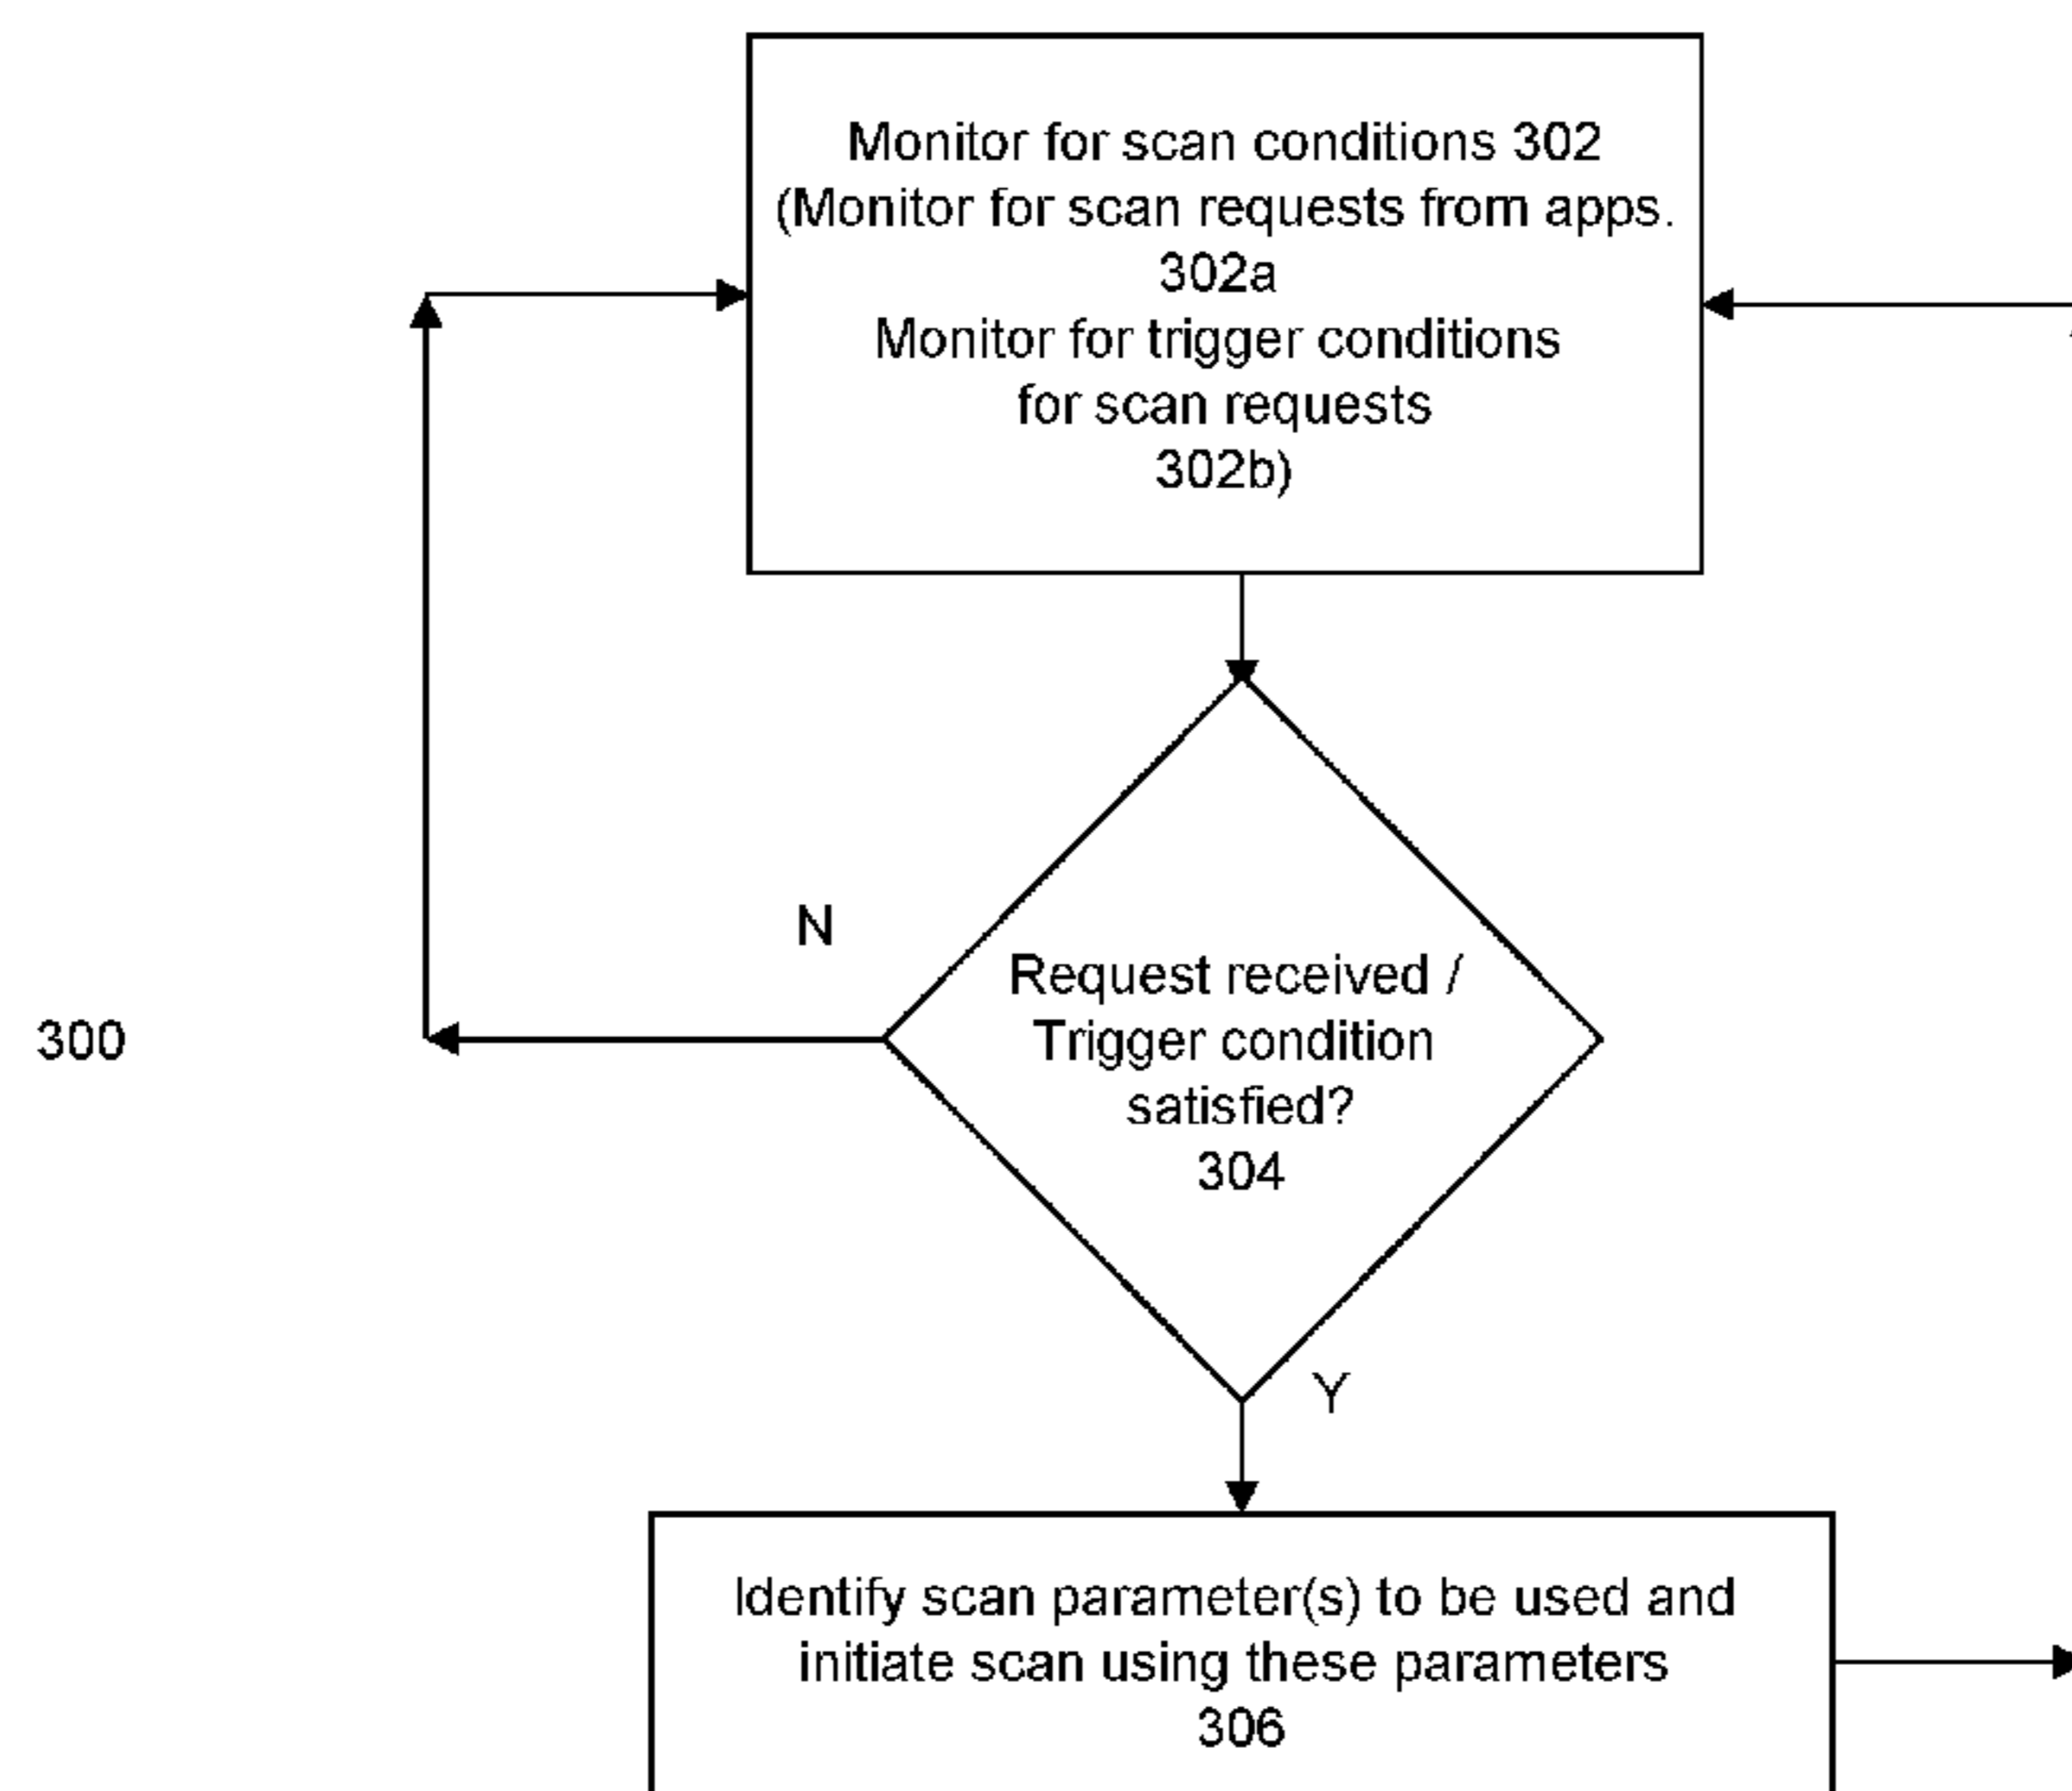 Monitor for scan conditions 302
(Monitor for scan requests from apps.
302a
Monitor for trigger conditions
for scan requests
302b)
N
Request received /
Trigger condition
satisfied?
304
300
Y
Identify scan parameter(s) to be used and
initiate scan using these parameters
306